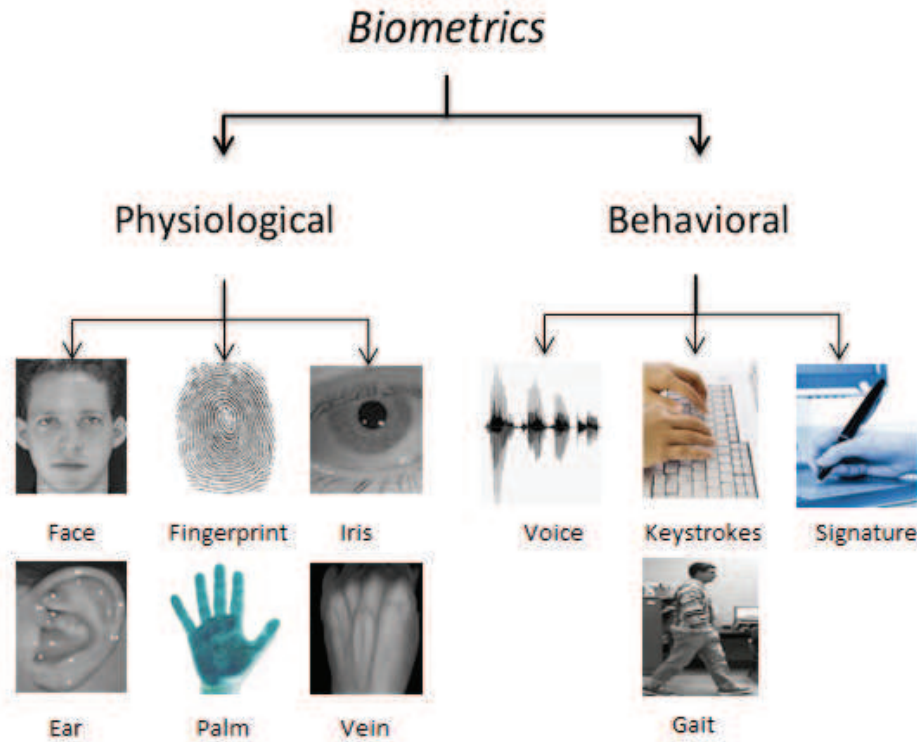 Biometrics
Physiological
Behavioral
Face
Fingerprint
Iris
Voice
Keystrokes
Signature
Ear
Palm
Vein
Gait